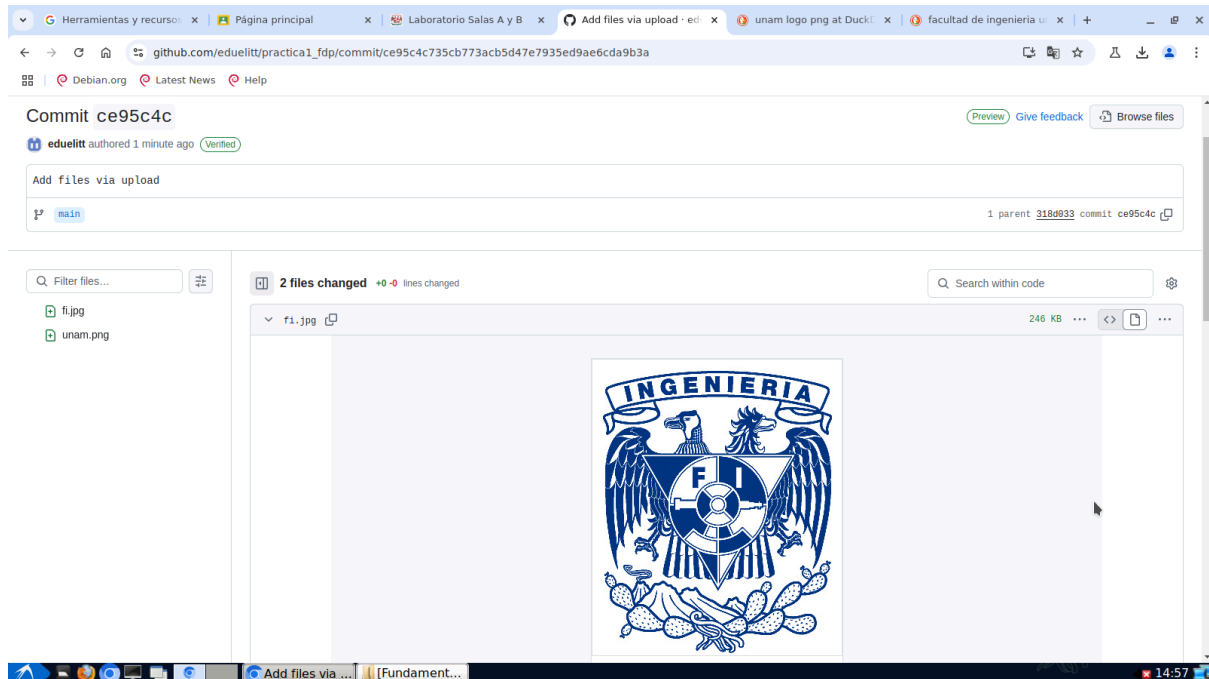 Herramientas y recursos
Página principal
Laboratorio Salas A y B
Add files via upload · ed
unam logo png at DuckD
facultad de ingenieria u
github.com/eduelitt/practica1_fdp/commit/ce95c4c735cb773acb5d47e7935ed9ae6cda9b3a
Debian.org
Latest News
Help
Commit ce95c4c
Preview
Give feedback
Browse files
eduelitt authored 1 minute ago
Verified
Add files via upload
main
1 parent 318d033 commit ce95c4c
Filter files...
2 files changed
+0 -0 lines changed
Search within code
fi.jpg
unam.png
fi.jpg
246 KB
INGENIERIA
F I
Add files via ...
[Fundament...
14:57